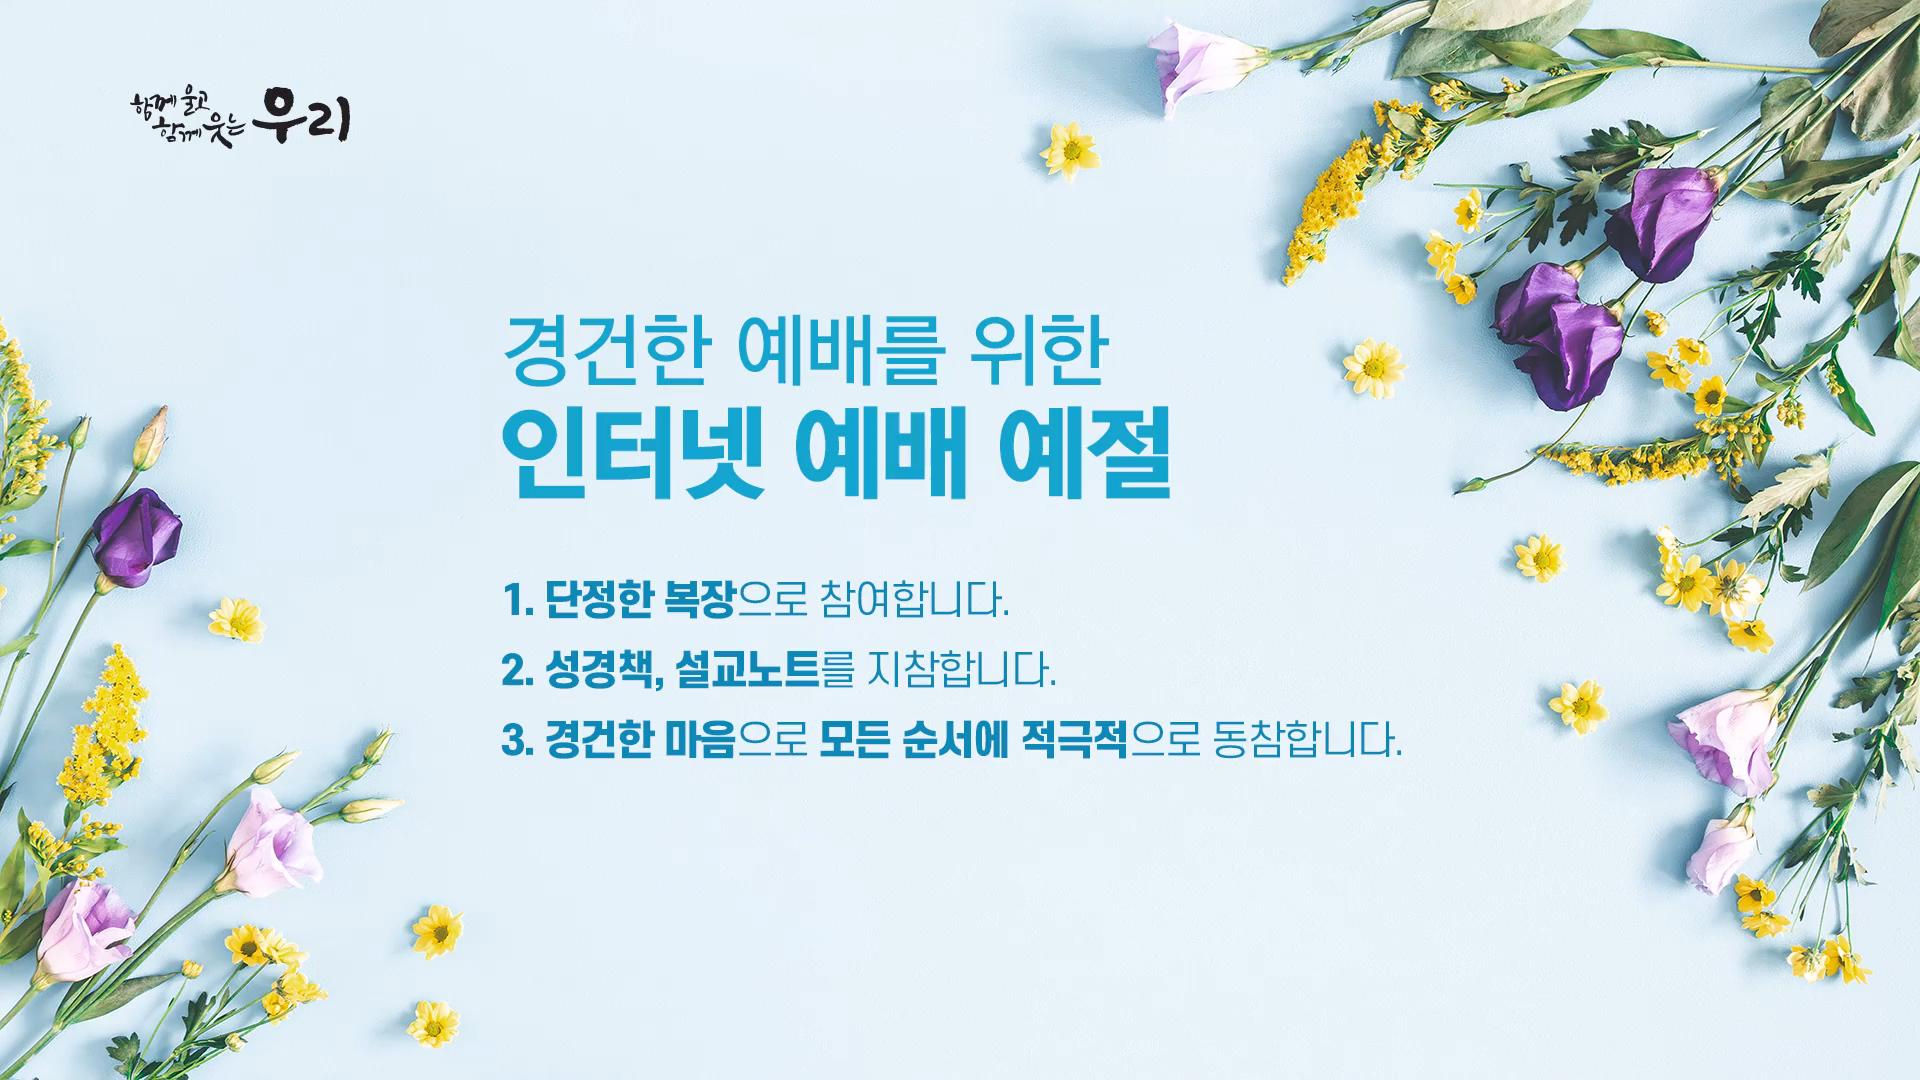 함께 울고
함께 웃는 우리
경건한 예배를 위한
인터넷 예배 예절
1. 단정한 복장으로 참여합니다.
2. 성경책, 설교노트를 지참합니다.
3. 경건한 마음으로 모든 순서에 적극적으로 동참합니다.